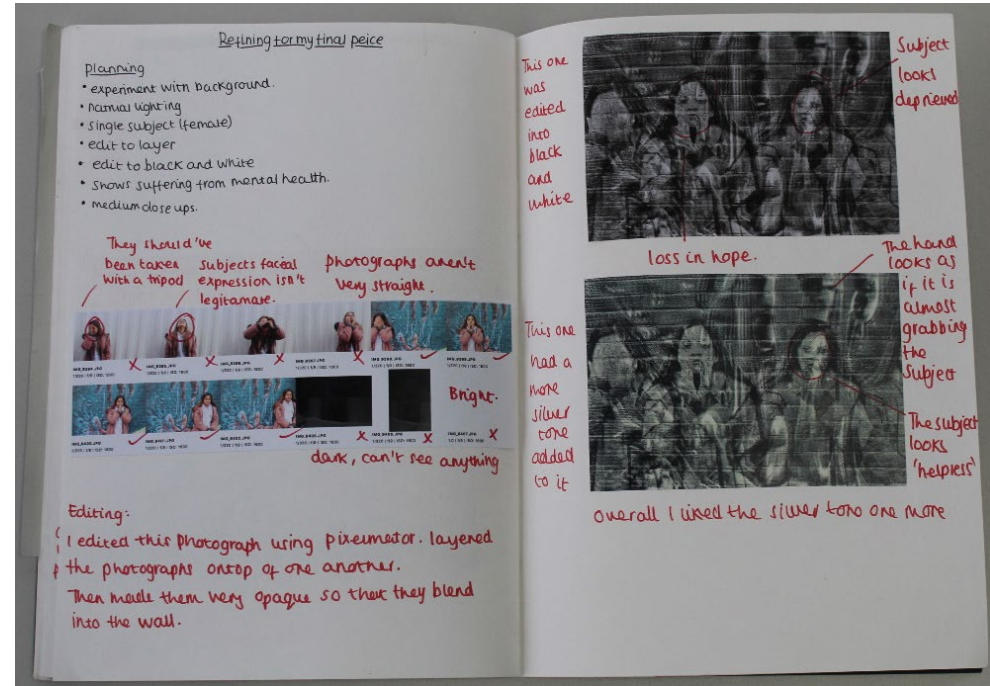 Refining for my final peice
Planning
• experiment with background.
• natural lighting
• single subject (female)
• edit to layer
• edit to black and white
• shows suffering from mental health.
• medium close ups.
They should've
been taken
with a tripod
Subjects facial
expression isn't
legitamate.
photographs aren't
very straight.
Bright.
dark, can't see anything
Editing:
I edited this photograph using pixelmator. layered
the photographs ontop of one another.
Then made them very opaque so that they blend
into the wall.
This one
was
edited
into
black
and
white
Subject
looks
deprieved
loss in hope.
This one
had a
more
silver
tone
added
to it
The hand
looks as
if it is
almost
grabbing
the
subject
The subject
looks
'helpless'
Overall I liked the silver tone one more